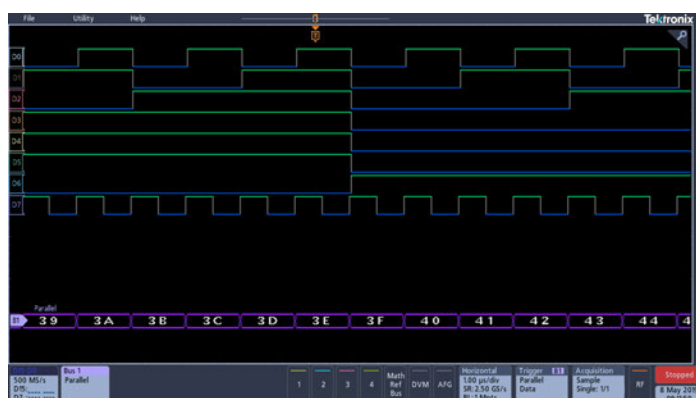 File Utility Help Tektronix
D0
D1
D2
D3
D4
D5
D6
D7
Parallel
B1 39 3A 3B 3C 3D 3E 3F 40 41 42 43 44 4
Bus 1
Parallel
500 MS/s
D15:
1 2 3 4
Math
Ref
Bus
DVM AFG
Horizontal
1.00 µs/div
SR: 2.50 GS/s
Trigger
Parallel
Data
Acquisition
Sample
Single: 1/1
RF
Stopped
8 May 201